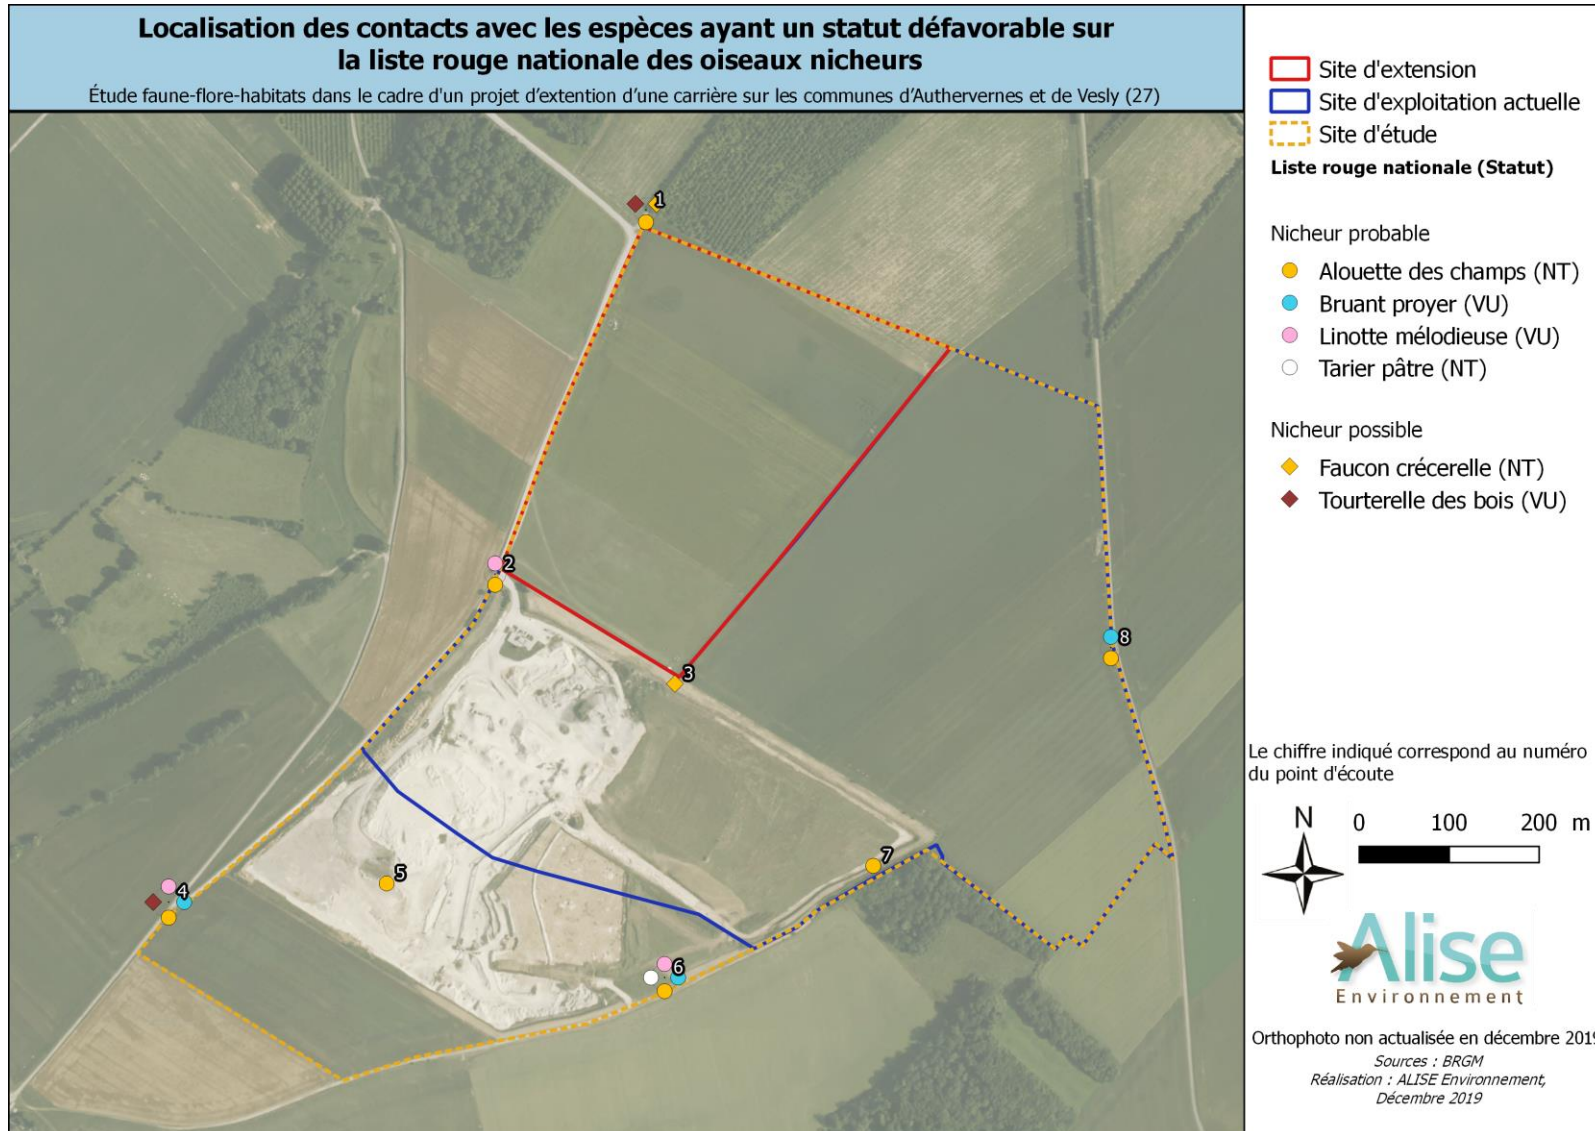 Localisation des contacts avec les espèces ayant un statut défavorable sur
la liste rouge nationale des oiseaux nicheurs
Étude faune-flore-habitats dans le cadre d'un projet d'extention d'une carrière sur les communes d'Authervernes et de Vesly (27)
1
2
3
8
7
5
4
6
Site d'extension
Site d'exploitation actuelle
Site d'étude
Liste rouge nationale (Statut)
Nicheur probable
Alouette des champs (NT)
Bruant proyer (VU)
Linotte mélodieuse (VU)
Tarier pâtre (NT)
Nicheur possible
Faucon crécerelle (NT)
Tourterelle des bois (VU)
Le chiffre indiqué correspond au numéro
du point d'écoute
N
0 100 200 m
Alise
Environnement
Orthophoto non actualisée en décembre 2019
Sources : BRGM
Réalisation : ALISE Environnement,
Décembre 2019